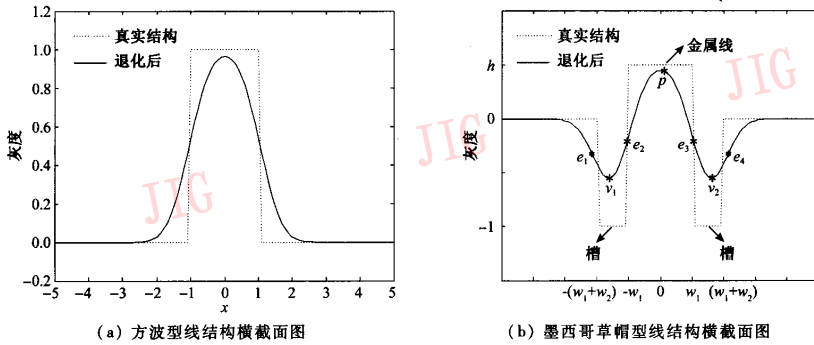 1.2
1.0
0.8
0.6
0.4
0.2
0.0
-0.2
灰度
真实结构
退化后
-5 -4 -3 -2 -1 0 1 2 3 4 5
x
(a) 方波型线结构横截面图
h
0
-1
灰度
真实结构
退化后
金属线
p
e1 e2 e3 e4
v1 v2
槽 槽
-(w1+w2) -w1 0 w1 (w1+w2)
(b) 墨西哥草帽型线结构横截面图
JIG
JIG
JIG